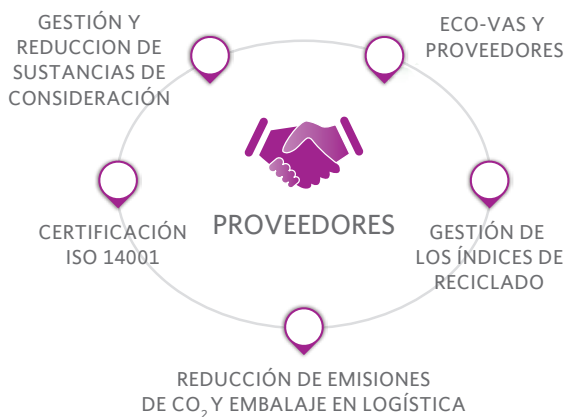 GESTIÓN Y
REDUCCION DE
SUSTANCIAS DE
CONSIDERACIÓN
ECO-VAS Y
PROVEEDORES
PROVEEDORES
CERTIFICACIÓN
ISO 14001
GESTIÓN DE
LOS ÍNDICES DE
RECICLADO
REDUCCIÓN DE EMISIONES
DE CO₂ Y EMBALAJE EN LOGÍSTICA